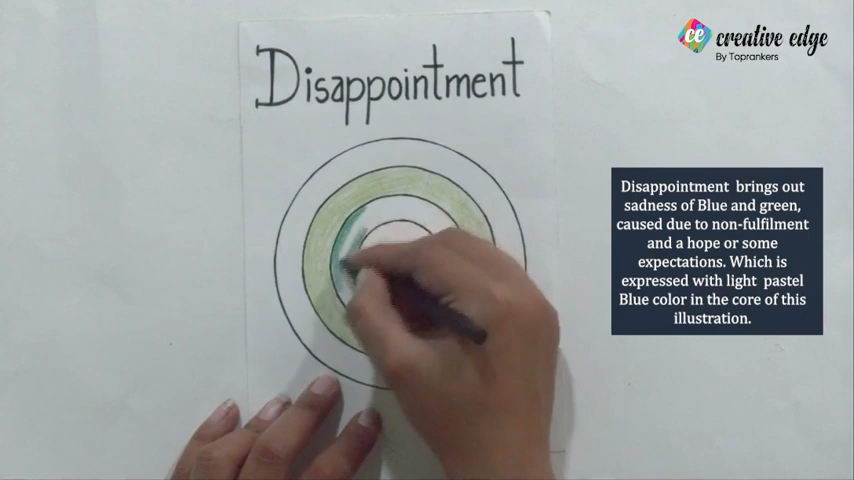 Disappointment
ce creative edge
By Toprankers
Disappointment brings out
sadness of Blue and green,
caused due to non-fulfilment
and a hope or some
expectations. Which is
expressed with light pastel
Blue color in the core of this
illustration.